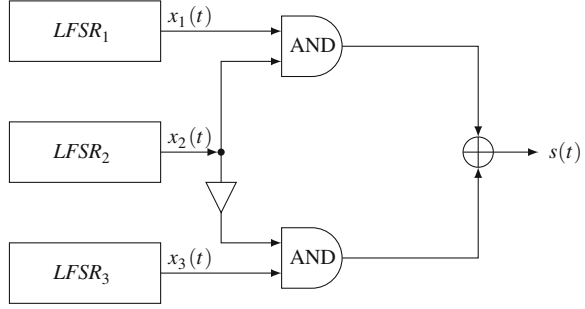 LFSR₁
x₁(t)
AND
LFSR₂
x₂(t)
s(t)
LFSR₃
x₃(t)
AND